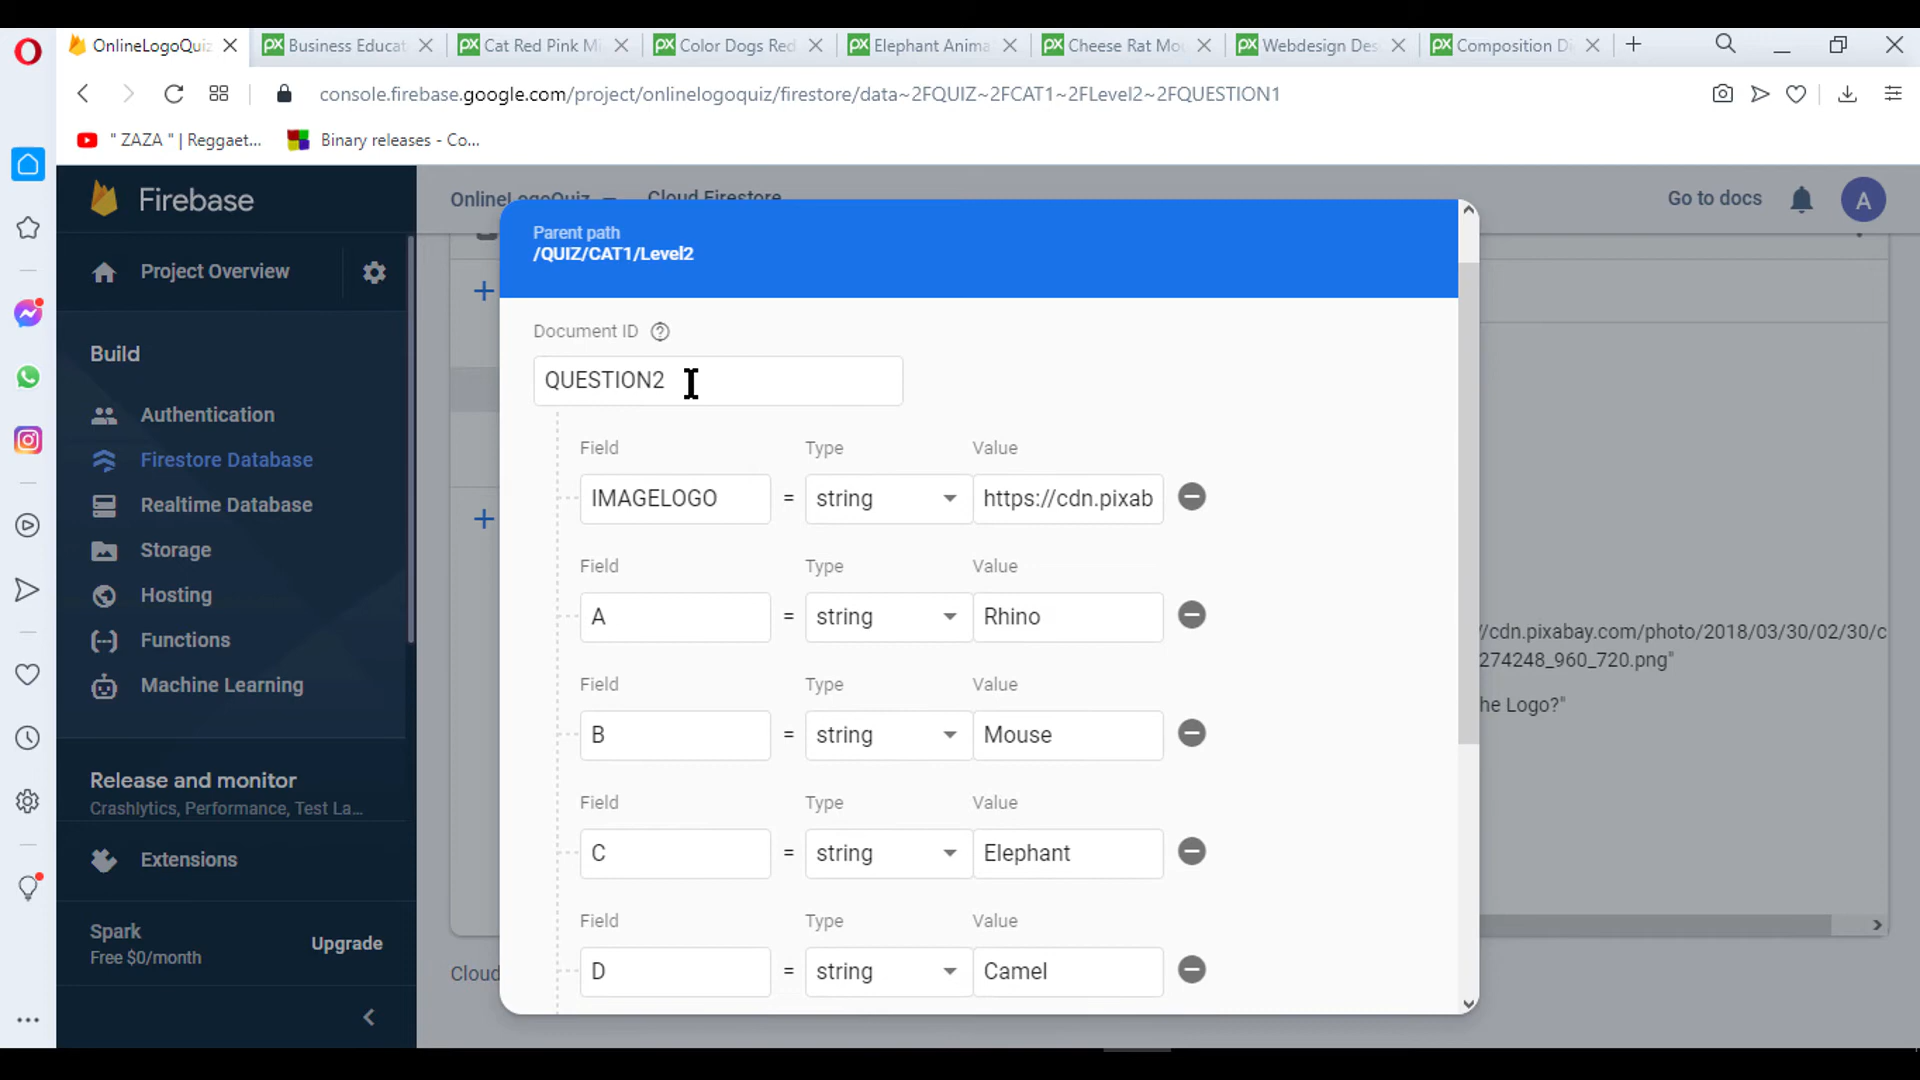 OnlineLogoQuiz
Business Educat
Cat Red Pink Mi
Color Dogs Red
Elephant Anima
Cheese Rat Mo
Webdesign Des
Composition Di
console.firebase.google.com/project/onlinelogoquiz/firestore/data~2FQUIZ~2FCAT1~2FLevel2~2FQUESTION1
" ZAZA " | Reggaet...
Binary releases - Co...
Firebase
OnlineLogoQuiz
Cloud Firestore
Go to docs
A
Project Overview
Build
Authentication
Firestore Database
Realtime Database
Storage
Hosting
Functions
Machine Learning
Release and monitor
Crashlytics, Performance, Test La...
Extensions
Spark
Free $0/month
Upgrade
Parent path
/QUIZ/CAT1/Level2
Document ID
QUESTION2
Field Type Value
IMAGELOGO = string https://cdn.pixab
Field Type Value
A = string Rhino
Field Type Value
B = string Mouse
Field Type Value
C = string Elephant
Field Type Value
D = string Camel
/cdn.pixabay.com/photo/2018/03/30/02/30/c
274248_960_720.png"
he Logo?"
Cloud